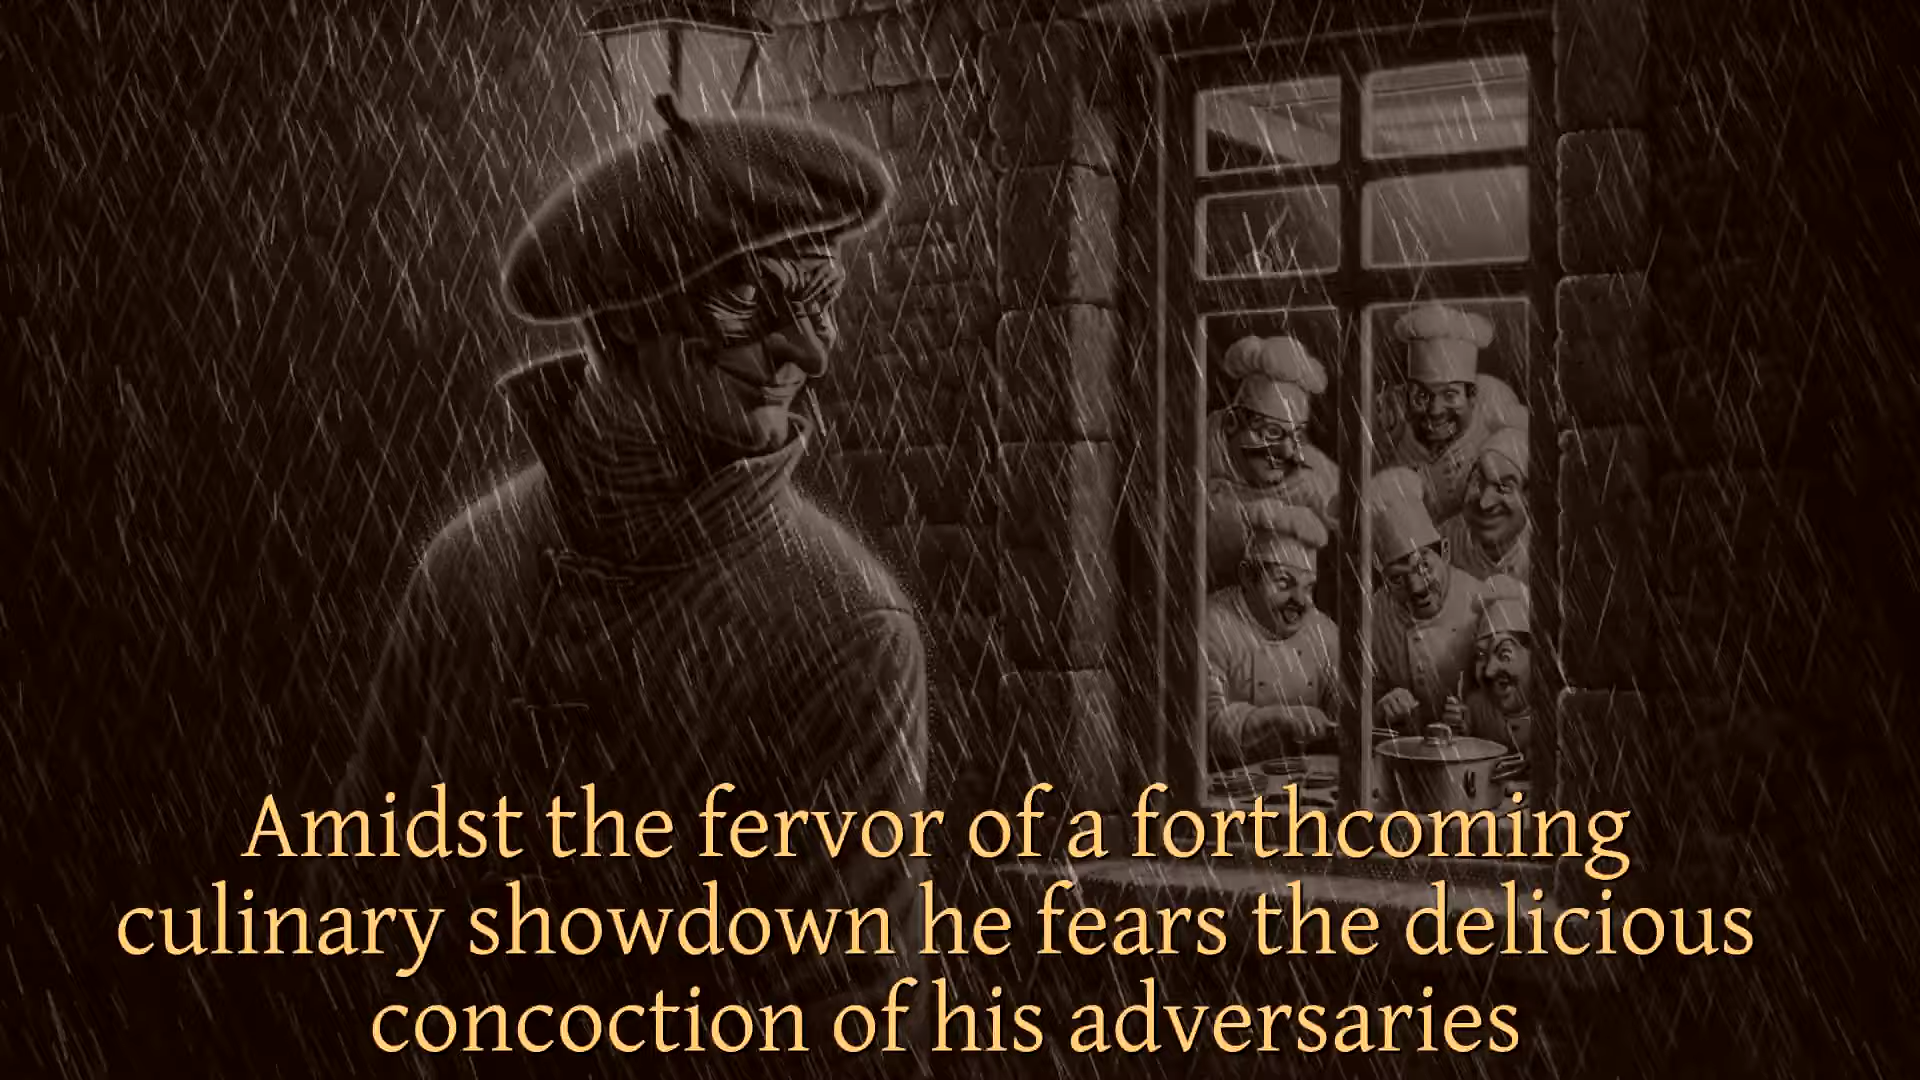 Amidst the fervor of a forthcoming
culinary showdown he fears the delicious
concoction of his adversaries